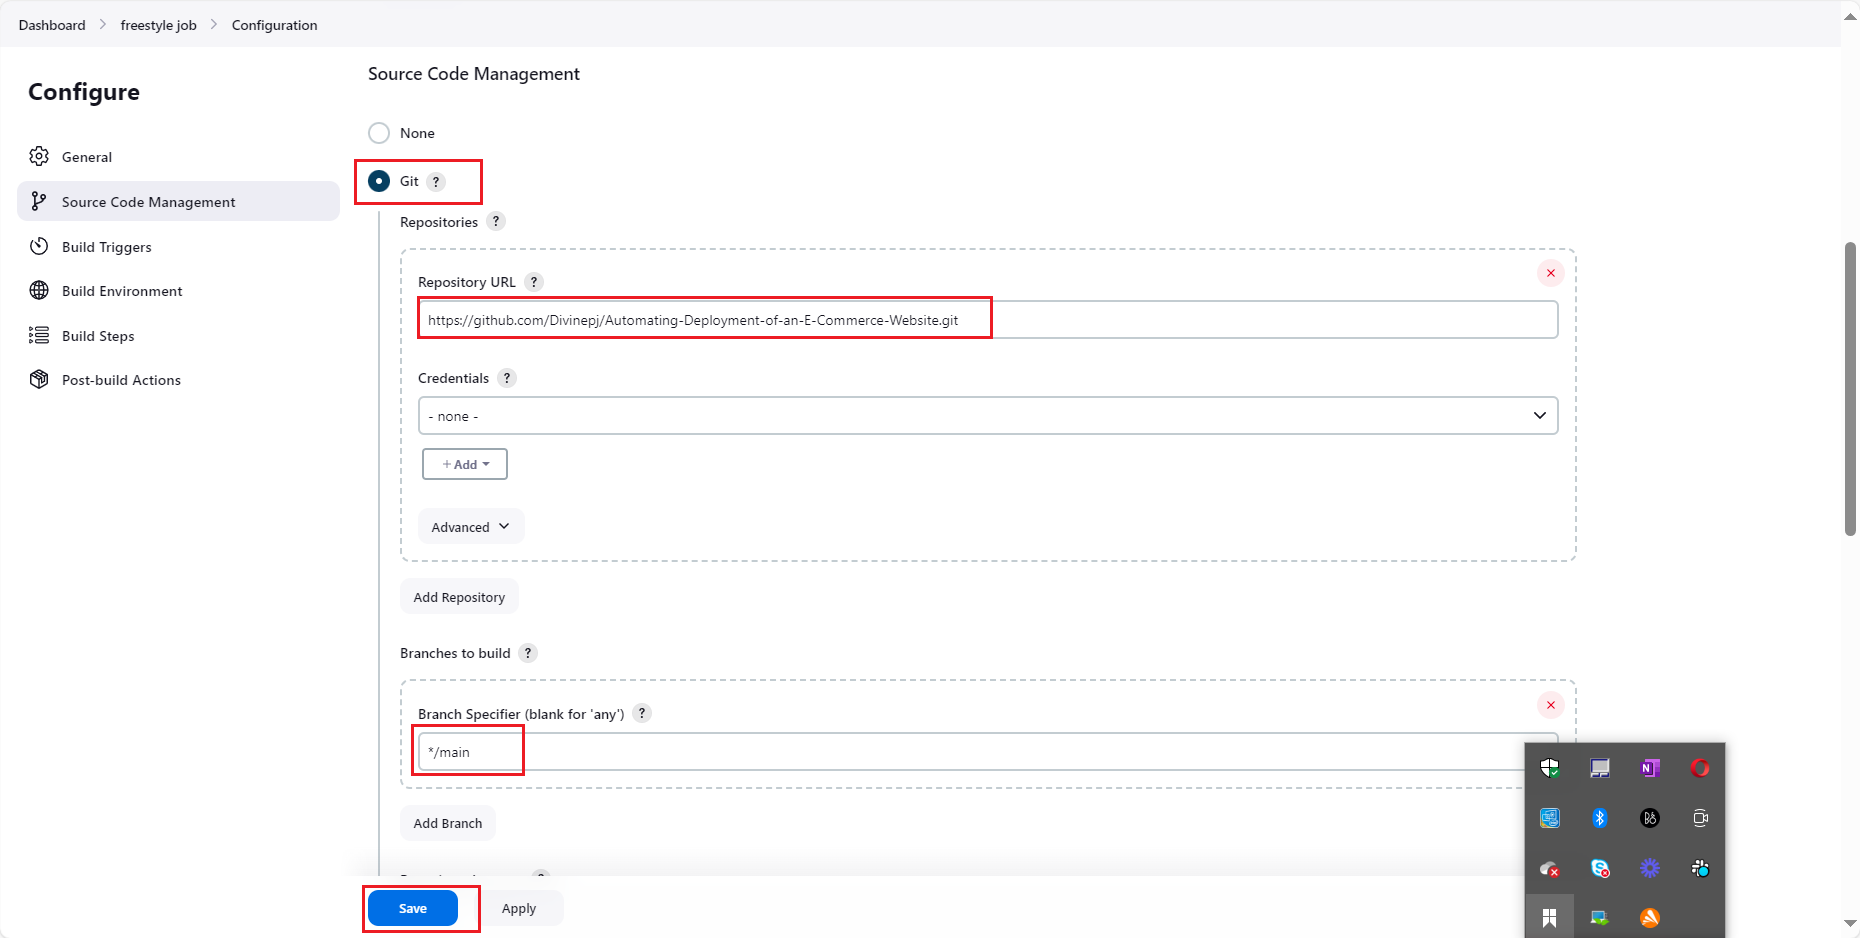 Dashboard > freestyle job > Configuration
Configure
General
Source Code Management
Build Triggers
Build Environment
Build Steps
Post-build Actions
Source Code Management
None
Git ?
Repositories ?
Repository URL ?
https://github.com/Divinepj/Automating-Deployment-of-an-E-Commerce-Website.git
Credentials ?
- none -
+ Add
Advanced
Add Repository
Branches to build ?
Branch Specifier (blank for 'any') ?
*/main
Add Branch
Save
Apply